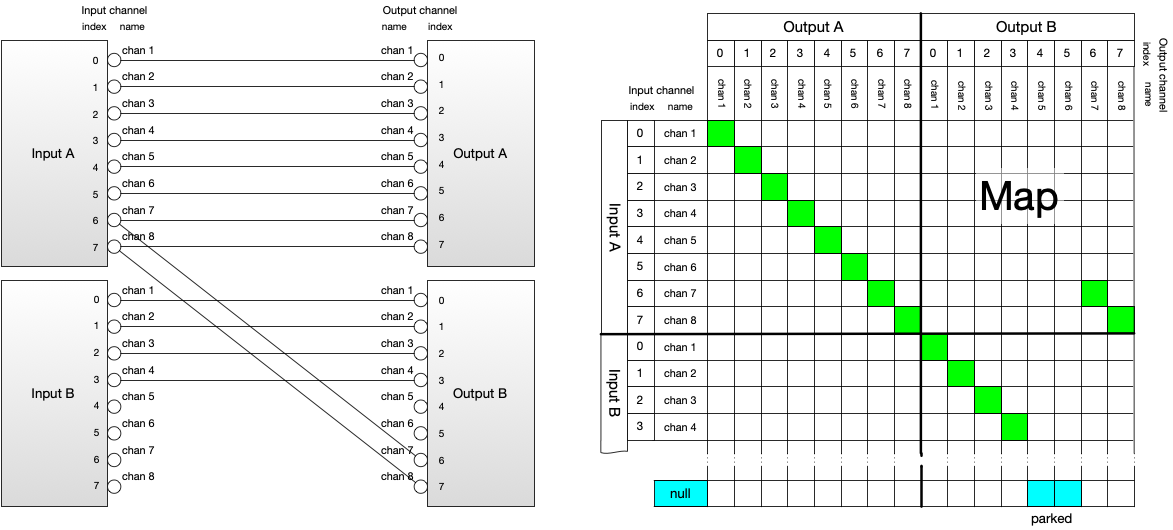 Input channel
index name
Output channel
name index
0 chan 1 chan 1 0
1 chan 2 chan 2 1
2 chan 3 chan 3 2
3 chan 4 chan 4 3
Input A
Output A
4 chan 5 chan 5 4
5 chan 6 chan 6 5
6 chan 7 chan 7 6
7 chan 8 chan 8 7
0 chan 1 chan 1 0
1 chan 2 chan 2 1
2 chan 3 chan 3 2
3 chan 4 chan 4 3
Input B
Output B
4 chan 5 chan 5 4
5 chan 6 chan 6 5
6 chan 7 chan 7 6
7 chan 8 chan 8 7
Output A Output B
0 1 2 3 4 5 6 7 0 1 2 3 4 5 6 7
chan 1 chan 2 chan 3 chan 4 chan 5 chan 6 chan 7 chan 8 chan 1 chan 2 chan 3 chan 4 chan 5 chan 6 chan 7 chan 8
Output channel
index name
Input channel
index name
Input A
0 chan 1
1 chan 2
2 chan 3
3 chan 4
4 chan 5
5 chan 6
6 chan 7
7 chan 8
Map
Input B
0 chan 1
1 chan 2
2 chan 3
3 chan 4
null
parked